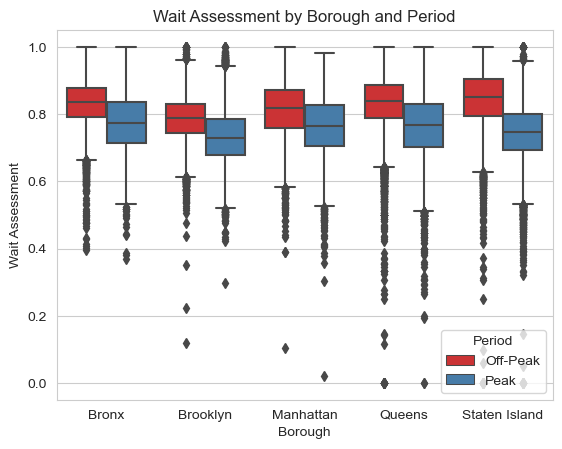 Wait Assessment by Borough and Period
1.0
0.8
0.6
0.4
0.2
0.0
Wait Assessment
Period
Off-Peak
Peak
Bronx
Brooklyn
Manhattan
Queens
Staten Island
Borough